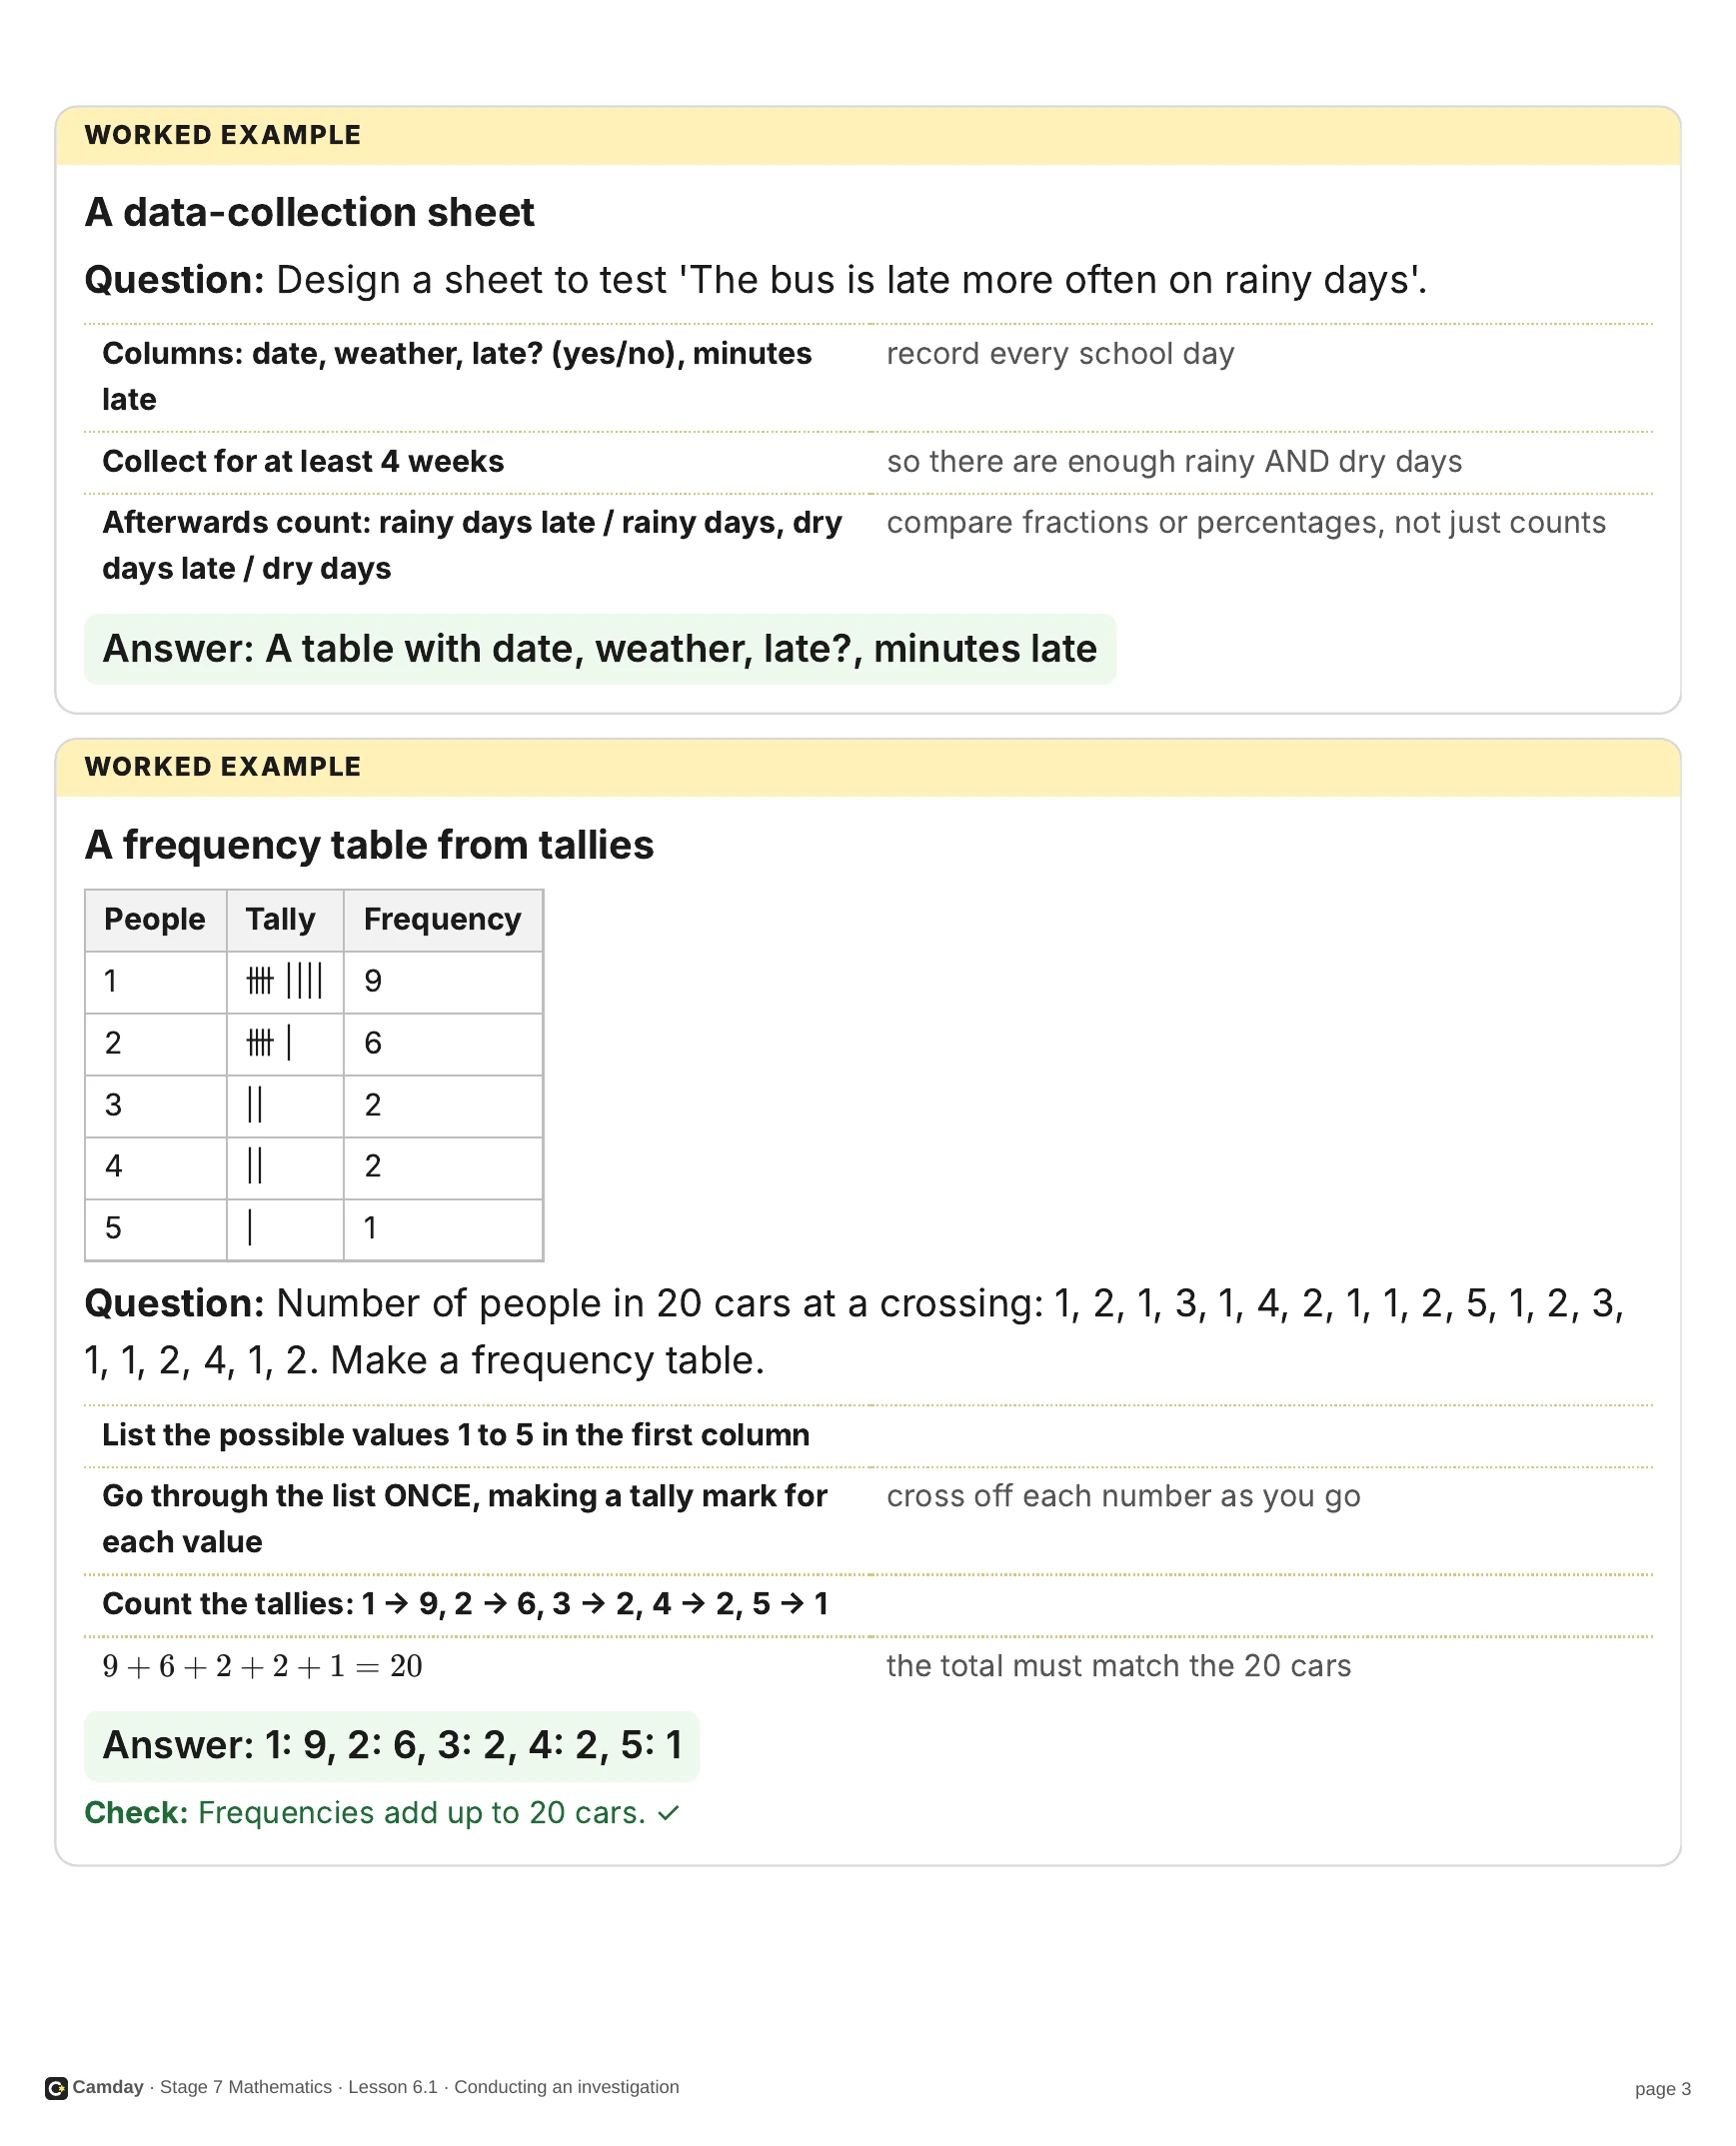 WORKED EXAMPLE
A data-collection sheet
Question: Design a sheet to test 'The bus is late more often on rainy days'.
Columns: date, weather, late? (yes/no), minutes late
record every school day
Collect for at least 4 weeks
so there are enough rainy AND dry days
Afterwards count: rainy days late / rainy days, dry days late / dry days
compare fractions or percentages, not just counts
Answer: A table with date, weather, late?, minutes late
WORKED EXAMPLE
A frequency table from tallies
People Tally Frequency
1 卌 |||| 9
2 卌 | 6
3 || 2
4 || 2
5 | 1
Question: Number of people in 20 cars at a crossing: 1, 2, 1, 3, 1, 4, 2, 1, 1, 2, 5, 1, 2, 3,
1, 1, 2, 4, 1, 2. Make a frequency table.
List the possible values 1 to 5 in the first column
Go through the list ONCE, making a tally mark for each value
cross off each number as you go
Count the tallies: 1 → 9, 2 → 6, 3 → 2, 4 → 2, 5 → 1
9 + 6 + 2 + 2 + 1 = 20
the total must match the 20 cars
Answer: 1: 9, 2: 6, 3: 2, 4: 2, 5: 1
Check: Frequencies add up to 20 cars. ✓
Camday · Stage 7 Mathematics · Lesson 6.1 · Conducting an investigation
page 3